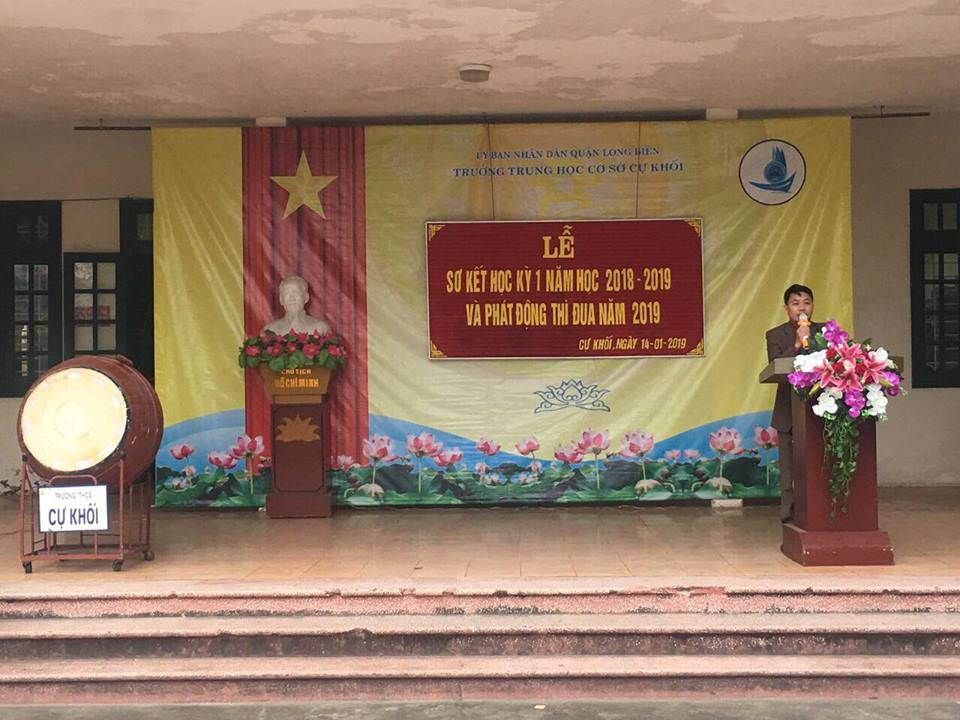 ỦY BAN NHÂN DÂN QUẬN LONG BIÊN
TRƯỜNG TRUNG HỌC CƠ SỞ CỰ KHỐI
LỄ
SƠ KẾT HỌC KỲ 1 NĂM HỌC 2018 - 2019
VÀ PHÁT ĐỘNG THI ĐUA NĂM 2019
CỰ KHỐI, NGÀY 14-01-2019
CHỦ TỊCH
HỒ CHÍ MINH
TRƯỜNG THCS
CỰ KHỐI